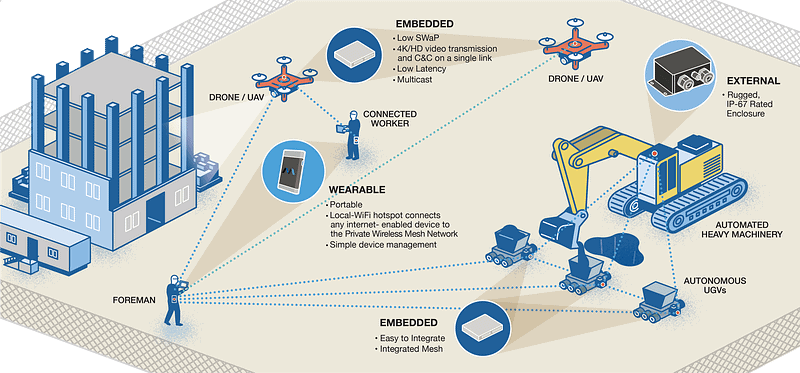 EMBEDDED
• Low SWaP
• 4K/HD video transmission
and C&C on a single link
• Low Latency
• Multicast
DRONE / UAV
DRONE / UAV
EXTERNAL
• Rugged,
IP-67 Rated
Enclosure
CONNECTED
WORKER
WEARABLE
• Portable
• Local-WiFi hotspot connects
any internet- enabled device to
the Private Wireless Mesh Network
• Simple device management
AUTOMATED
HEAVY MACHINERY
AUTONOMOUS
UGVs
FOREMAN
EMBEDDED
• Easy to Integrate
• Integrated Mesh